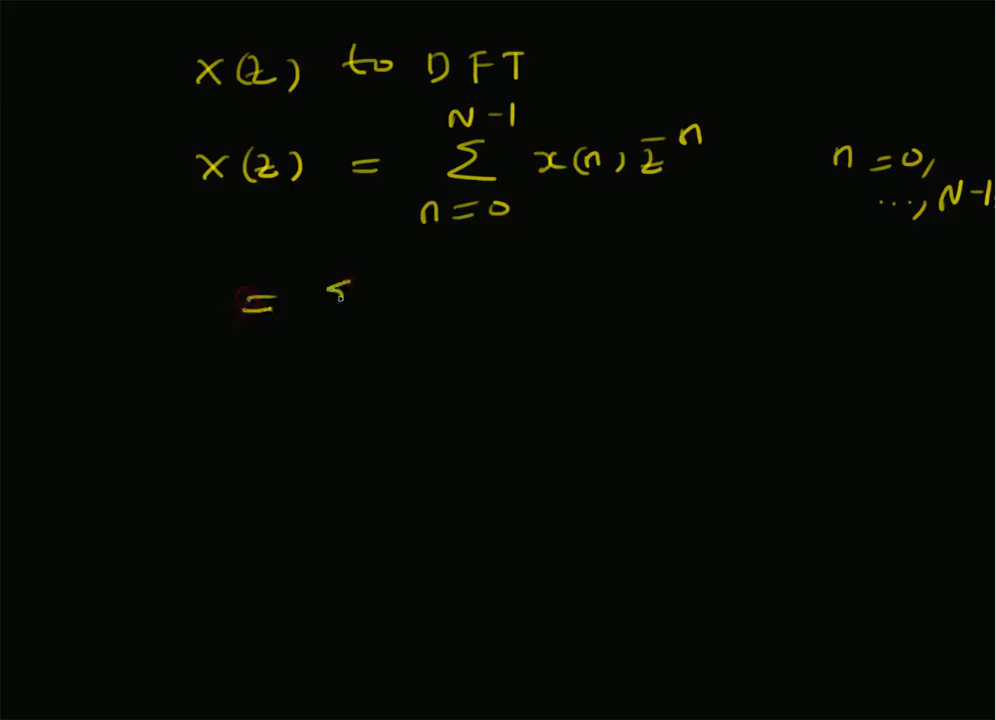 X(z) to DFT
N-1
X(z) = Σ x(n) z^-n n=0,
n=0 ..., N-1
=